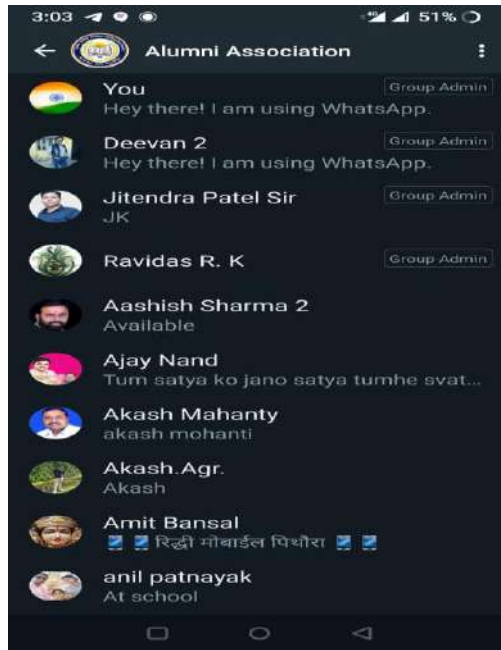 3:03 4G 51%
Alumni Association
You Group Admin
Hey there! I am using WhatsApp.
Deevan 2 Group Admin
Hey there! I am using WhatsApp.
Jitendra Patel Sir Group Admin
JK
Ravidas R. K Group Admin
Aashish Sharma 2
Available
Ajay Nand
Tum satya ko jano satya tumhe svat...
Akash Mahanty
akash mohanti
Akash.Agr.
Akash
Amit Bansal
रिद्धी मोबाईल पिथौरा
anil patnayak
At school